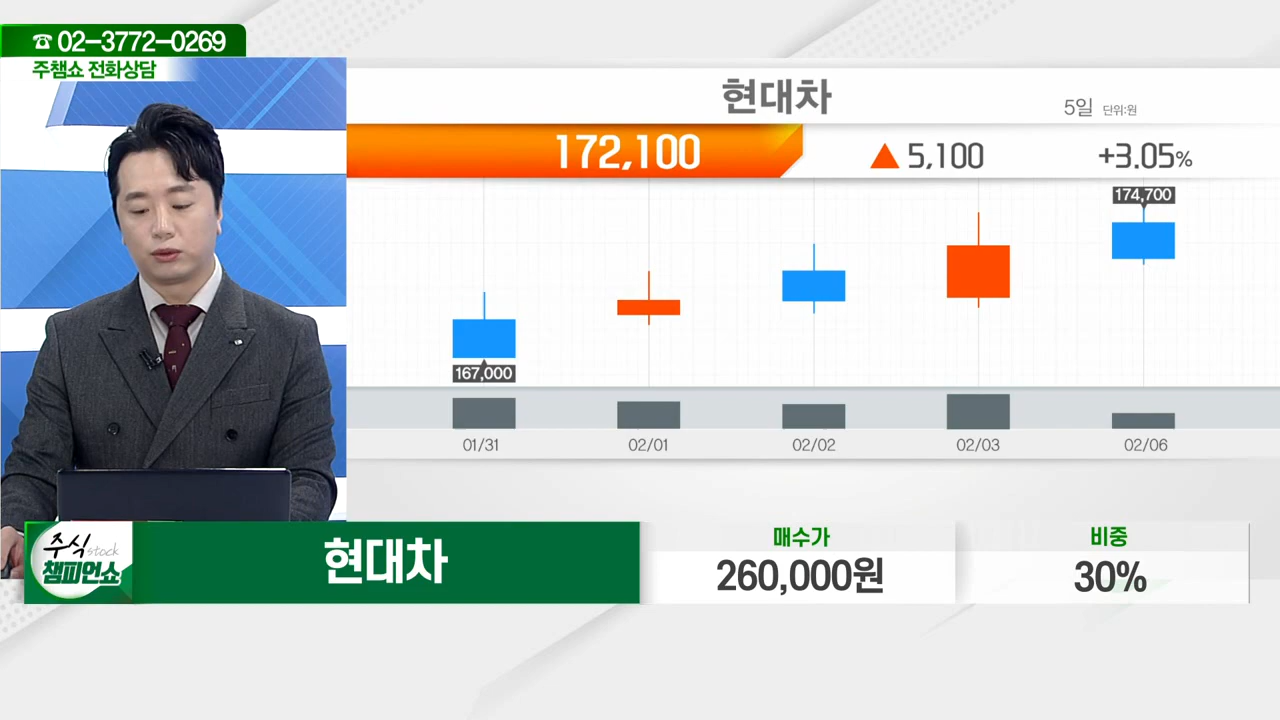 ☎ 02-3772-0269
주챔쇼 전화상담
현대차
5일 단위:원
172,100 ▲ 5,100 +3.05%
174,700
167,000
01/31 02/01 02/02 02/03 02/06
주식 stock
챔피언쇼
현대차
매수가
260,000원
비중
30%